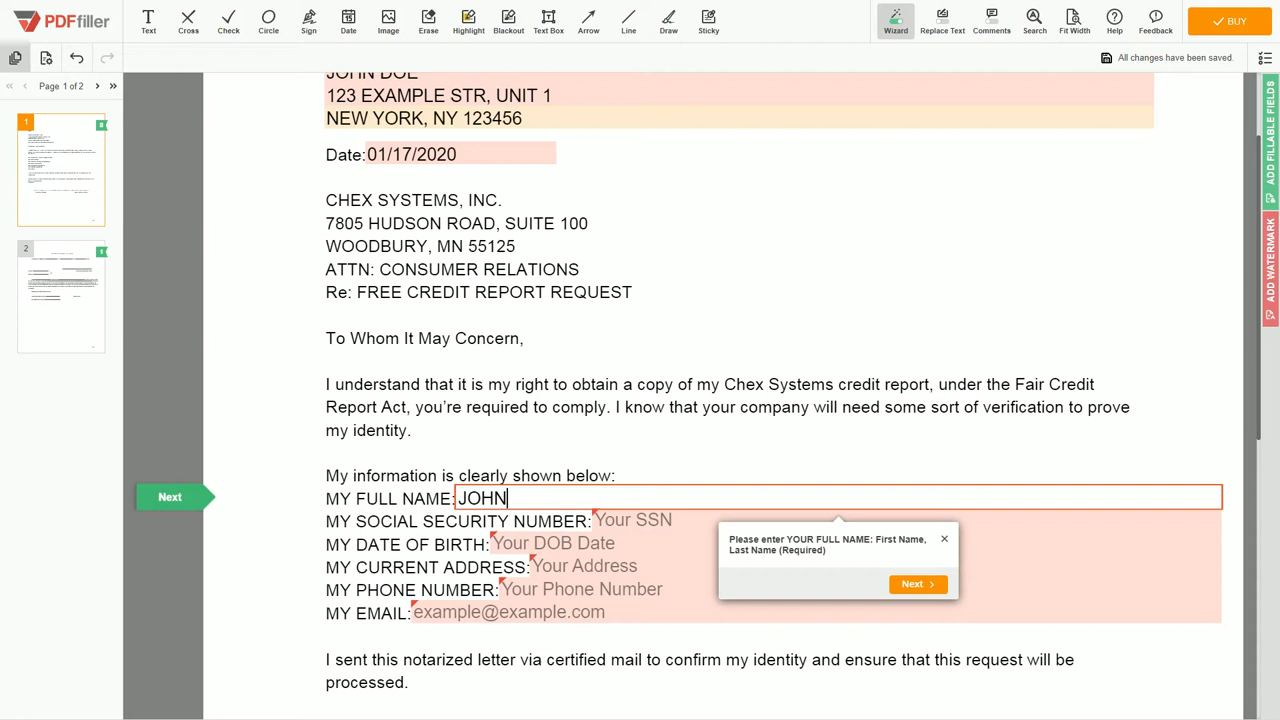 PDFfiller
Text
Cross
Check
Circle
Sign
Date
Image
Erase
Highlight
Blackout
Text Box
Arrow
Line
Draw
Sticky
Wizard
Replace Text
Comments
Search
Fit Width
Help
Feedback
BUY
All changes have been saved.
Page 1 of 2
1
2
JOHN DOE
123 EXAMPLE STR, UNIT 1
NEW YORK, NY 123456
Date: 01/17/2020
CHEX SYSTEMS, INC.
7805 HUDSON ROAD, SUITE 100
WOODBURY, MN 55125
ATTN: CONSUMER RELATIONS
Re: FREE CREDIT REPORT REQUEST
To Whom It May Concern,
I understand that it is my right to obtain a copy of my Chex Systems credit report, under the Fair Credit
Report Act, you’re required to comply. I know that your company will need some sort of verification to prove
my identity.
My information is clearly shown below:
Next
MY FULL NAME: JOHN
MY SOCIAL SECURITY NUMBER: Your SSN
MY DATE OF BIRTH: Your DOB Date
MY CURRENT ADDRESS: Your Address
MY PHONE NUMBER: Your Phone Number
MY EMAIL: example@example.com
Please enter YOUR FULL NAME: First Name,
Last Name (Required)
Next
I sent this notarized letter via certified mail to confirm my identity and ensure that this request will be
processed.
ADD FILLABLE FIELDS
ADD WATERMARK